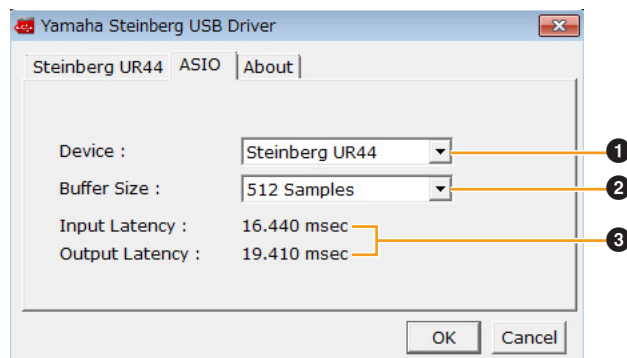 Yamaha Steinberg USB Driver
Steinberg UR44 ASIO About
Device : Steinberg UR44 1
Buffer Size : 512 Samples 2
Input Latency : 16.440 msec
3
Output Latency : 19.410 msec
OK Cancel